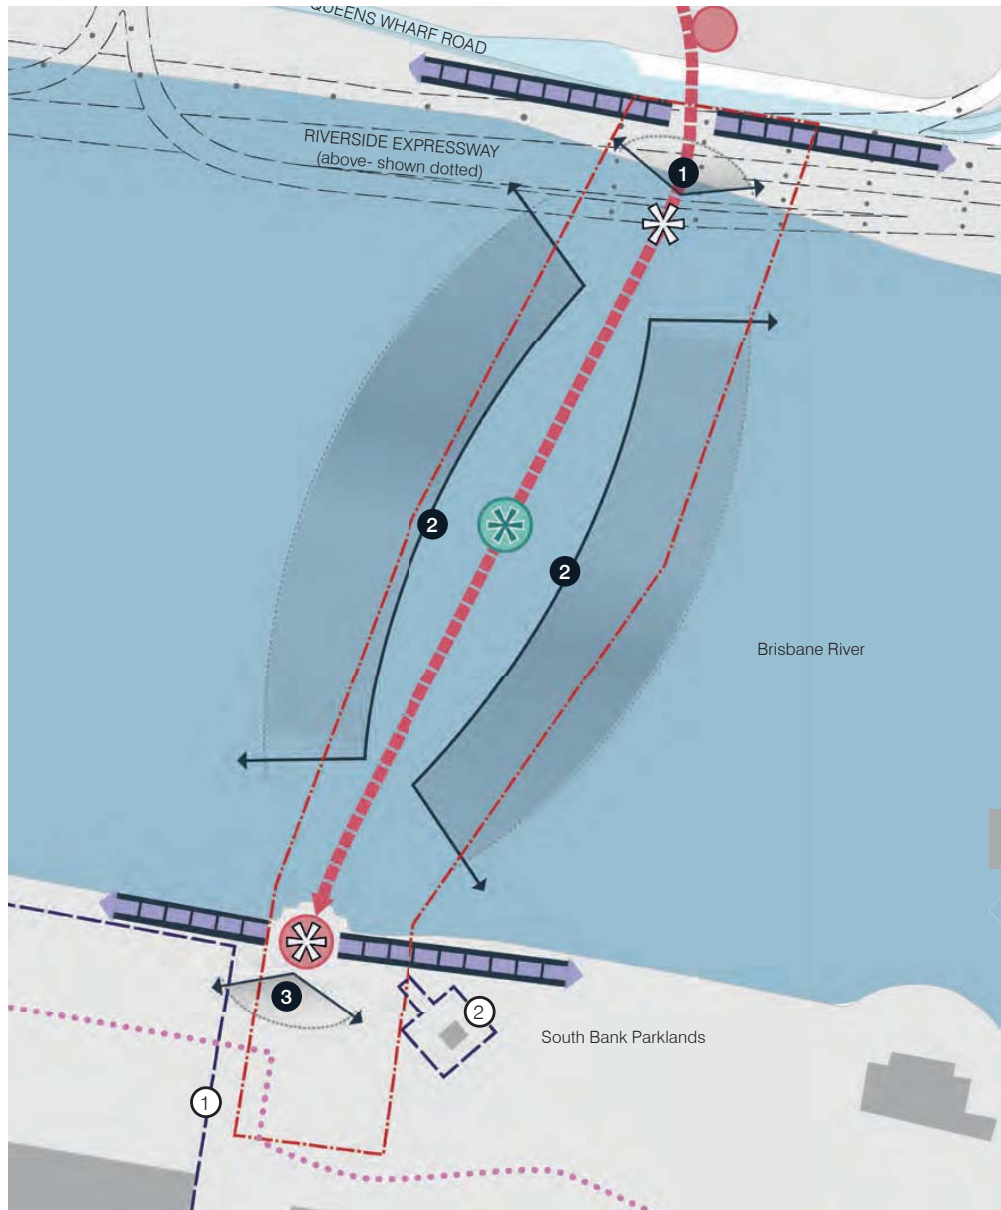 QUEENS WHARF ROAD
RIVERSIDE EXPRESSWAY
(above- shown dotted)
1
2
2
Brisbane River
3
2
South Bank Parklands
1